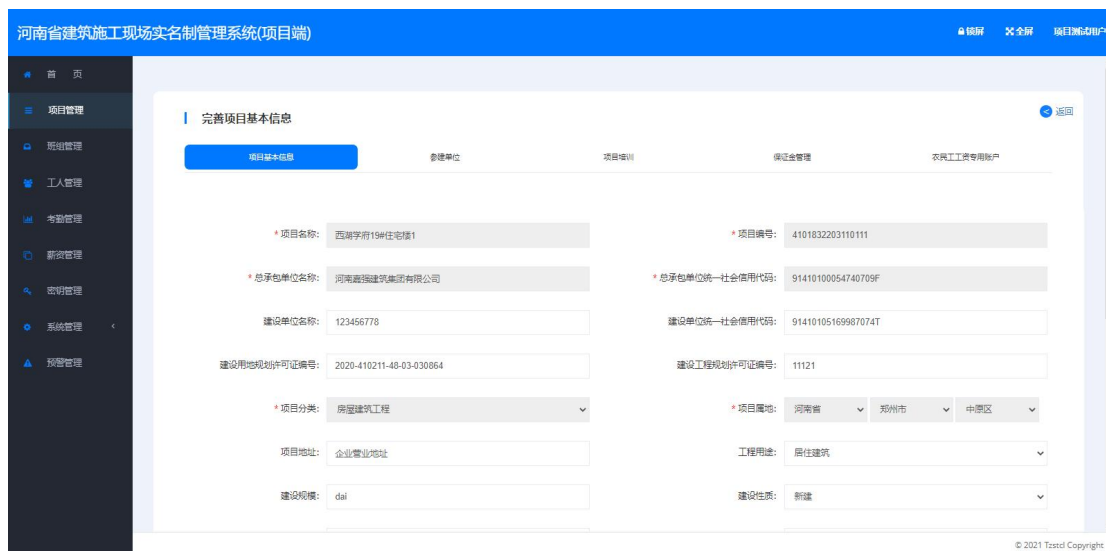 河南省建筑施工现场实名制管理系统(项目端)
锁屏 全屏 项目测试用户
首 页
项目管理
班组管理
工人管理
考勤管理
薪资管理
密钥管理
系统管理
预警管理
完善项目基本信息
返回
项目基本信息 参建单位 项目培训 保证金管理 农民工工资专用账户
* 项目名称: 西湖学府19#住宅楼1 * 项目编号: 4101832203110111
* 总承包单位名称: 河南嘉强建筑集团有限公司 * 总承包单位统一社会信用代码: 91410100054740709F
建设单位名称: 123456778 建设单位统一社会信用代码: 91410105169987074T
建设用地规划许可证编号: 2020-410211-48-03-030864 建设工程规划许可证编号: 11121
* 项目分类: 房屋建筑工程 * 项目属地: 河南省 郑州市 中原区
项目地址: 企业营业地址 工程用途: 居住建筑
建设规模: dai 建设性质: 新建
© 2021 Tzstcl Copyright